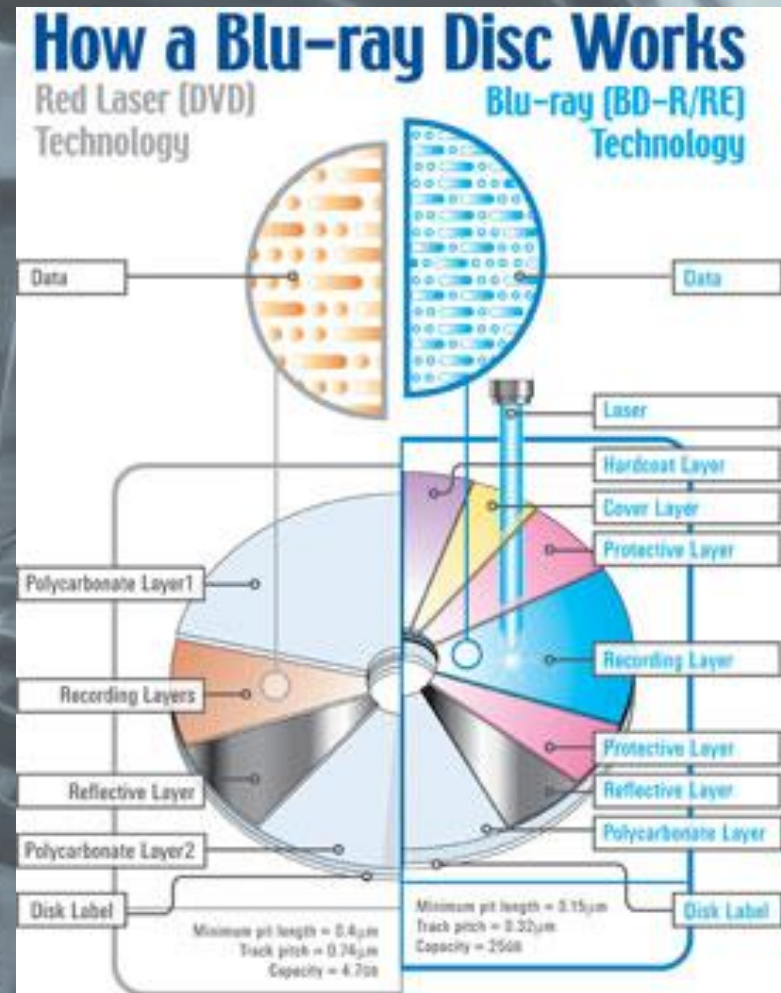 How a Blu-ray Disc Works
Red Laser (DVD)
Technology
Blu-ray (BD-R/RE)
Technology
Data
Data
Laser
Hardcoat Layer
Cover Layer
Protective Layer
Polycarbonate Layer1
Recording Layer
Recording Layers
Protective Layer
Reflective Layer
Reflective Layer
Polycarbonate Layer
Polycarbonate Layer2
Disk Label
Disk Label
Minimum pit length = 0.4μm
Track pitch = 0.74μm
Capacity = 4.7GB
Minimum pit length = 0.15μm
Track pitch = 0.32μm
Capacity = 25GB